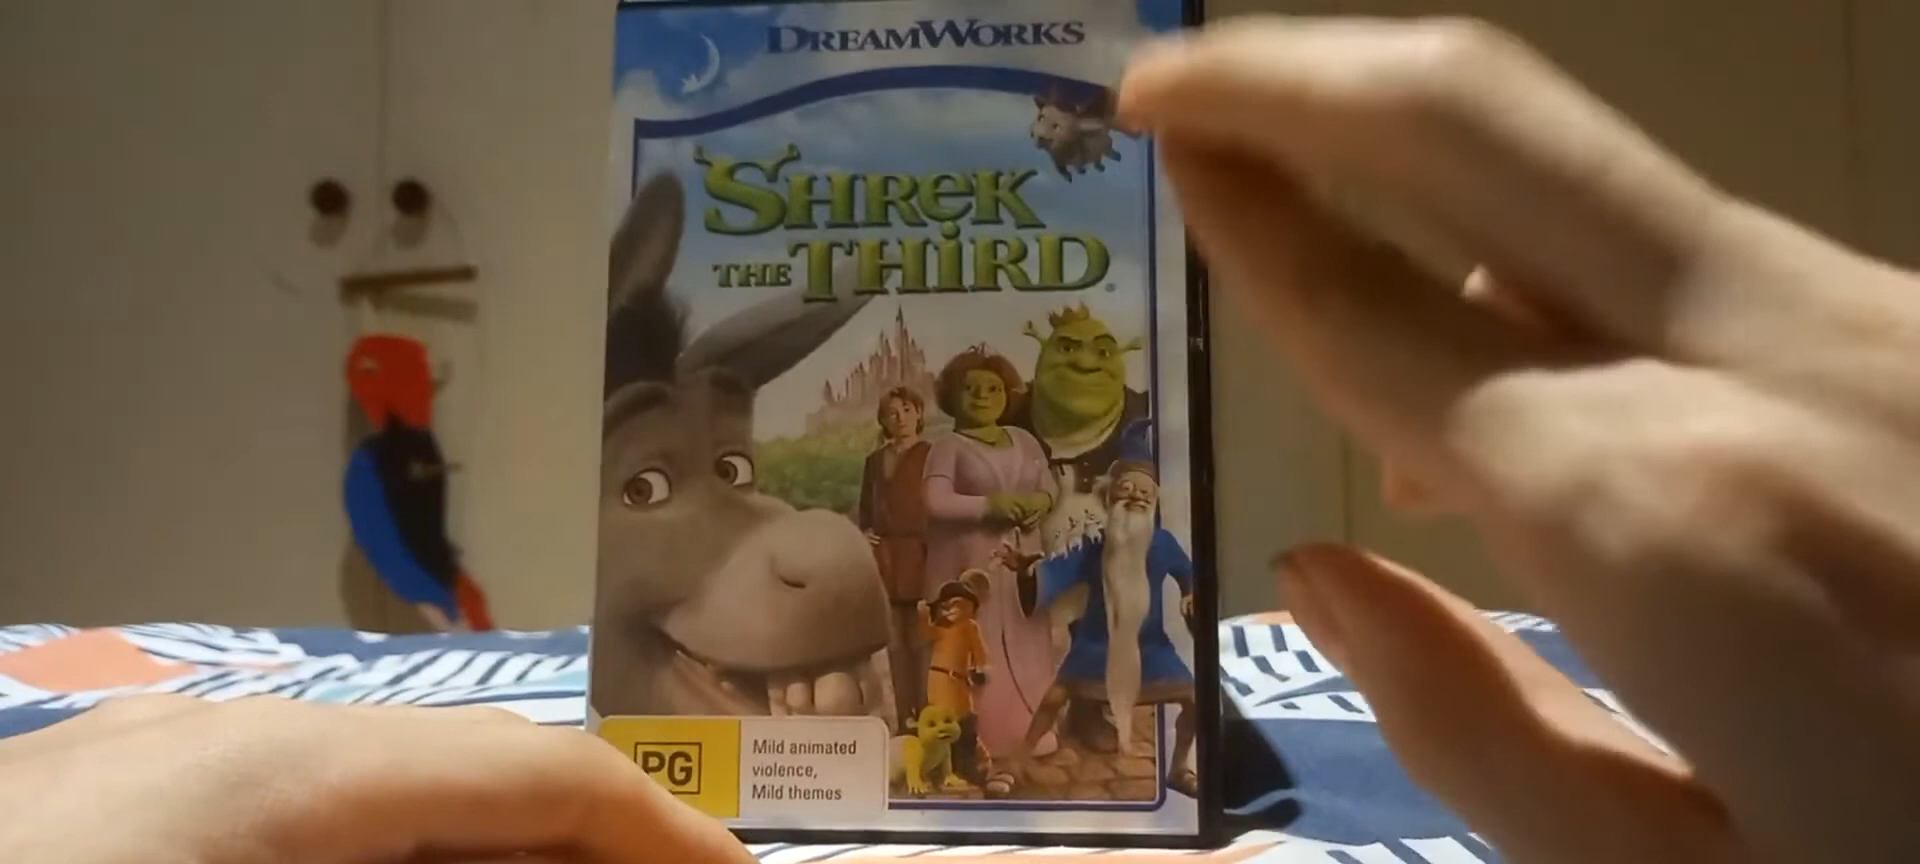 DREAMWORKS
SHReK
THE THiRD
PG
Mild animated
violence,
Mild themes